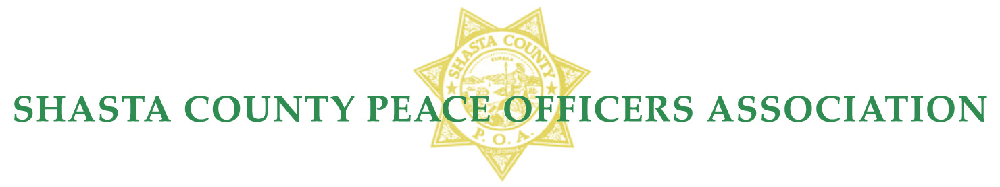 SHASTA COUNTY
EUREKA
SHASTA COUNTY PEACE OFFICERS ASSOCIATION
P. O. A.
CALIFORNIA